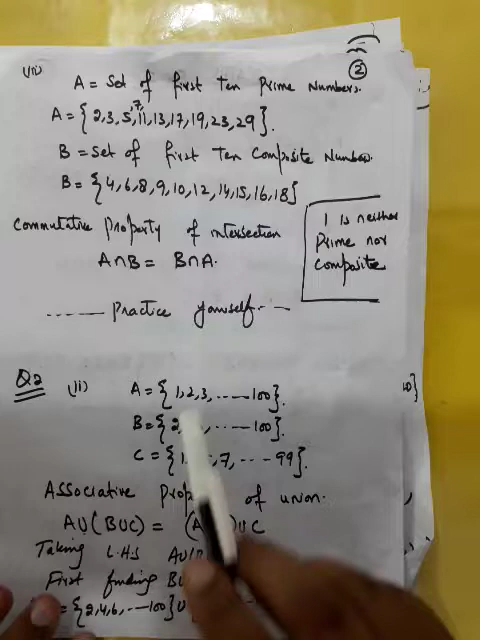 ②
(iii)
A = Set of first Ten Prime Numbers.
A = {2,3,5,7,11,13,17,19,23,29}.
B = Set of first Ten Composite Number.
B = {4,6,8,9,10,12,14,15,16,18}
Commutative Property of intersection
A∩B = B∩A.
1 is neither
Prime nor
Composite
------- Practice yourself. - —
Q2 (ii) A = {1,2,3, ..... 100}.
B = {2, , ..... 100}.
C = {1, , 7, .... 99}.
Associative of union.
A∪(B∪C) = (A )∪C
Taking L.H.S A∪(
First finding B∪
= {2,4,6, ...100}∪